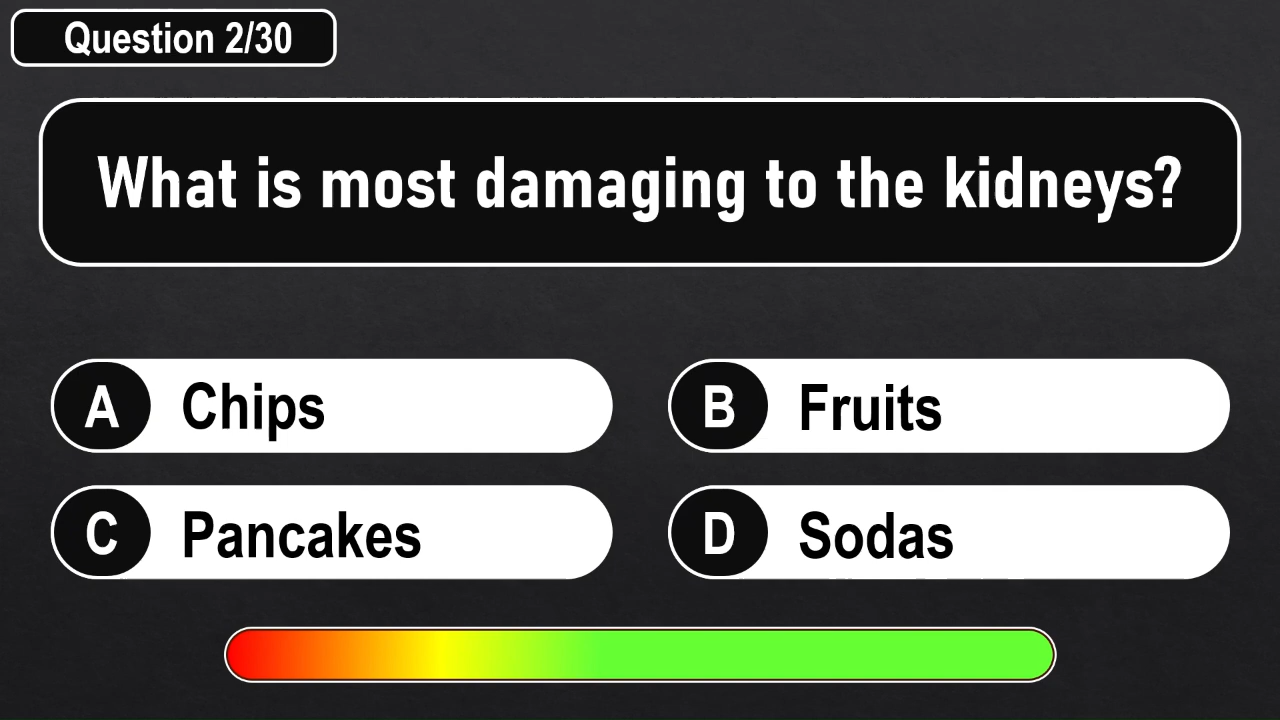 Question 2/30
What is most damaging to the kidneys?
A Chips
B Fruits
C Pancakes
D Sodas